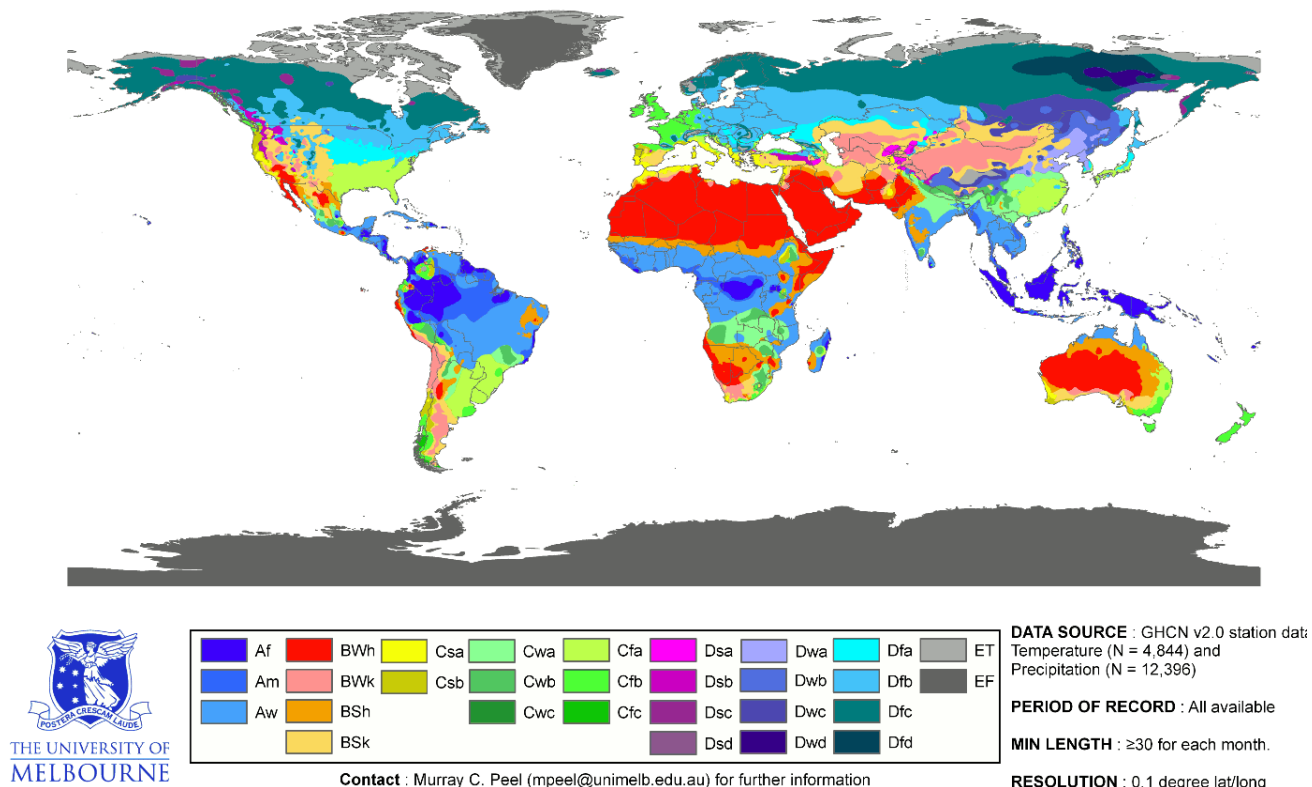 POSTERA CRESCAM LAUDE
THE UNIVERSITY OF
MELBOURNE
Af BWh Csa Cwa Cfa Dsa Dwa Dfa ET
Am BWk Csb Cwb Cfb Dsb Dwb Dfb EF
Aw BSh Cwc Cfc Dsc Dwc Dfc
BSk Dsd Dwd Dfd
Contact : Murray C. Peel (mpeel@unimelb.edu.au) for further information
DATA SOURCE : GHCN v2.0 station data
Temperature (N = 4,844) and
Precipitation (N = 12,396)
PERIOD OF RECORD : All available
MIN LENGTH : ≥30 for each month.
RESOLUTION : 0.1 degree lat/long